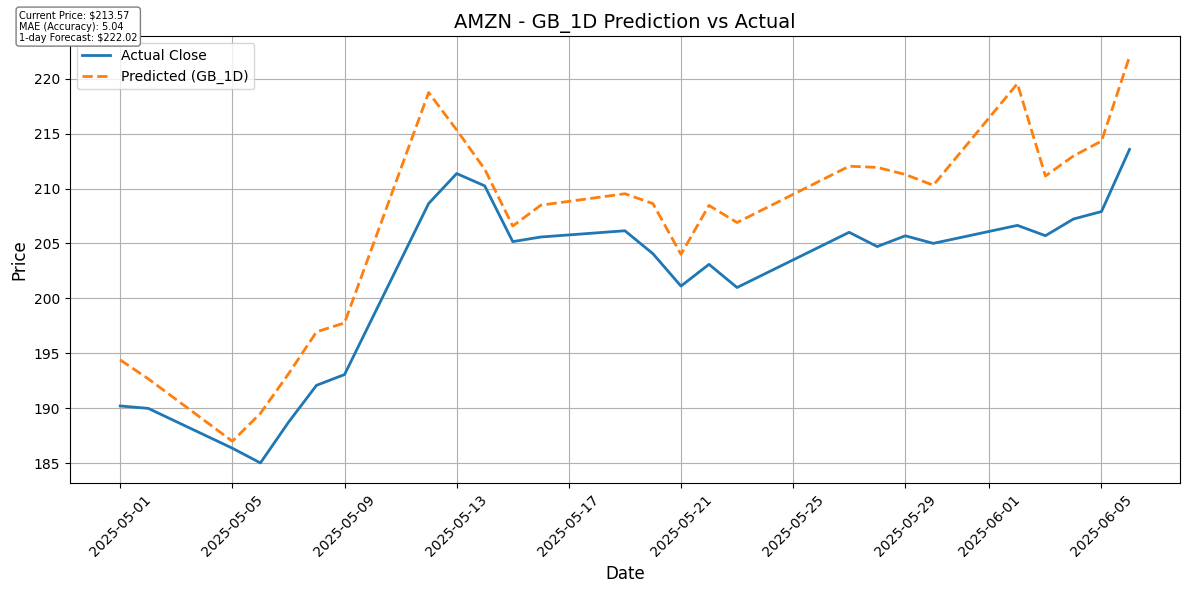 AMZN - GB_1D Prediction vs Actual
Current Price: $213.57
MAE (Accuracy): 5.04
1-day Forecast: $222.02
Actual Close
Predicted (GB_1D)
Price
220
215
210
205
200
195
190
185
2025-05-01
2025-05-05
2025-05-09
2025-05-13
2025-05-17
2025-05-21
2025-05-25
2025-05-29
2025-06-01
2025-06-05
Date